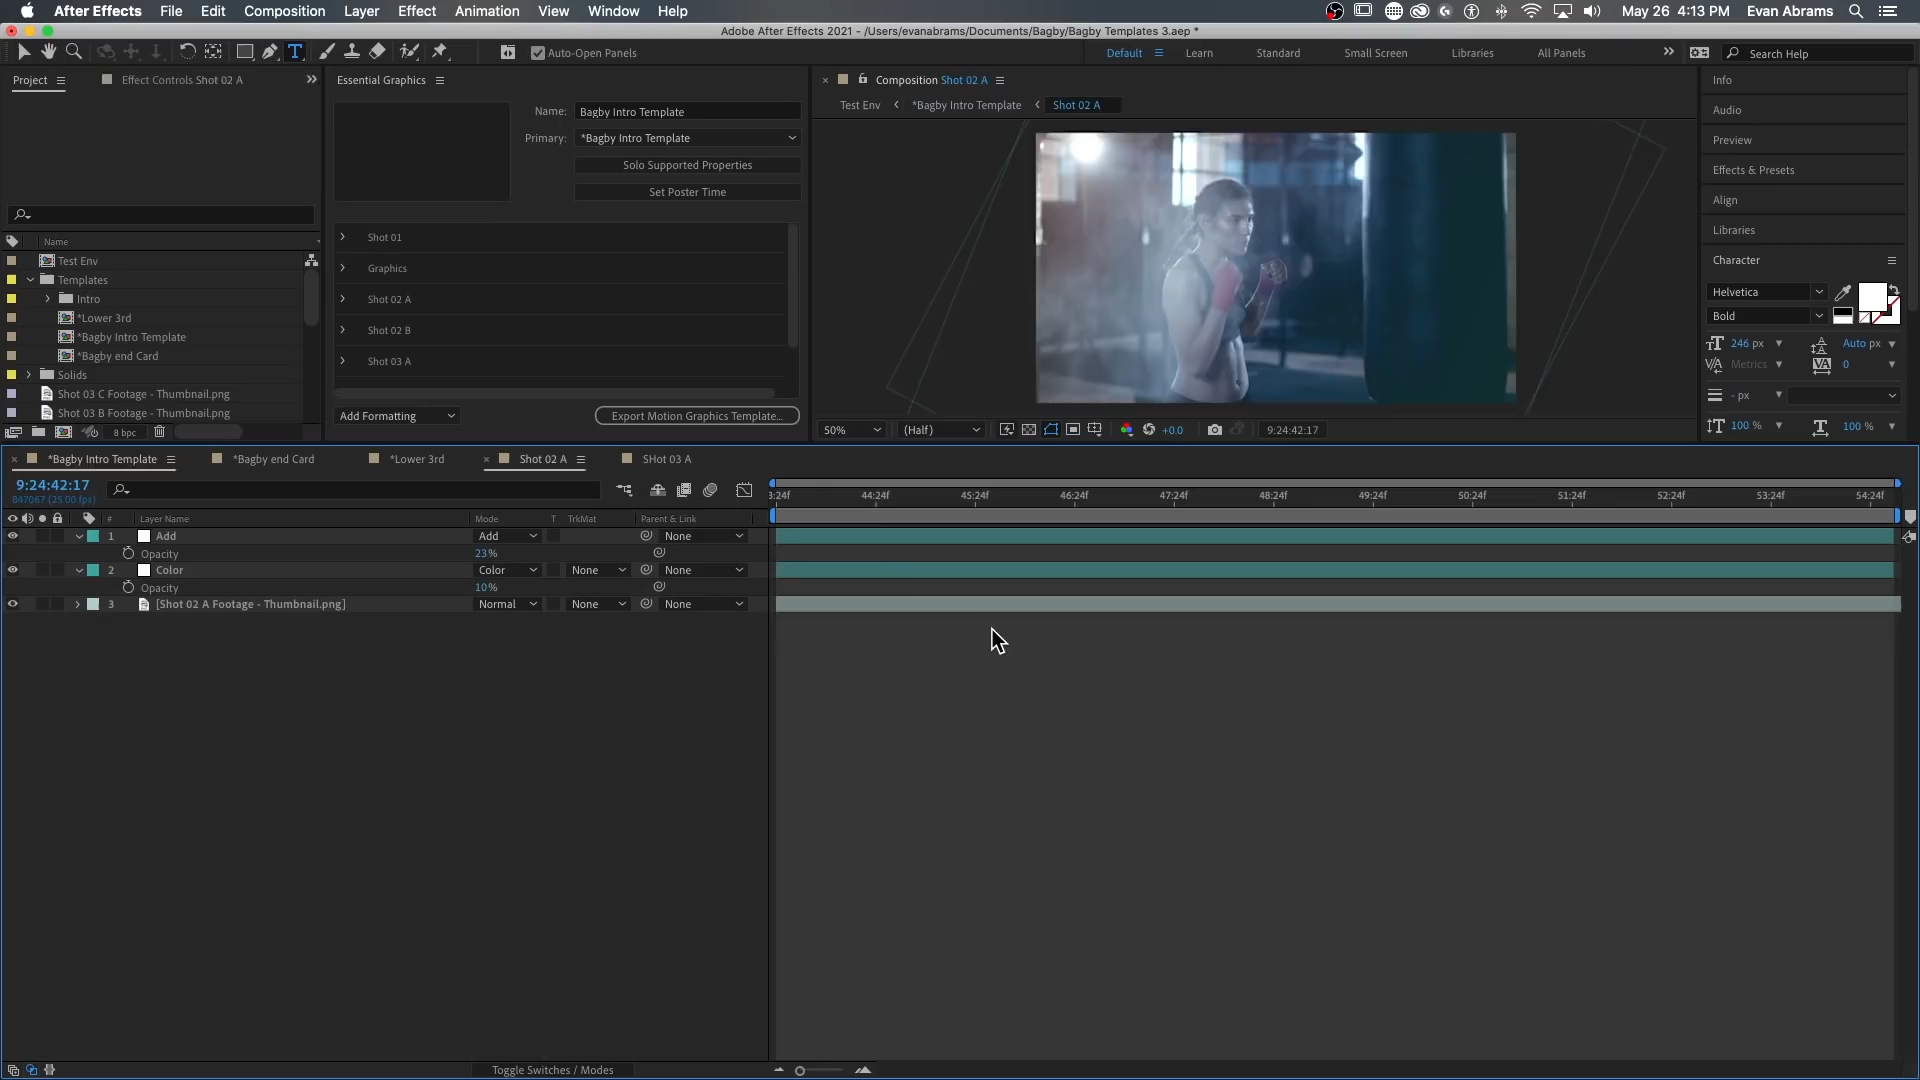 After Effects File Edit Composition Layer Effect Animation View Window Help May 26 4:13 PM Evan Abrams
Adobe After Effects 2021 - /Users/evanabrams/Documents/Bagby/Bagby Templates 3.aep *
Auto-Open Panels Default Learn Standard Small Screen Libraries All Panels Search Help
Project Effect Controls Shot 02 A
Essential Graphics
Name: Bagby Intro Template
Primary: *Bagby Intro Template
Solo Supported Properties
Set Poster Time
Shot 01
Graphics
Shot 02 A
Shot 02 B
Shot 03 A
Add Formatting Export Motion Graphics Template...
Name
Test Env
Templates
Intro
*Lower 3rd
*Bagby Intro Template
*Bagby end Card
Solids
Shot 03 C Footage - Thumbnail.png
Shot 03 B Footage - Thumbnail.png
8 bpc
Composition Shot 02 A
Test Env *Bagby Intro Template Shot 02 A
50% (Half) +0.0 9:24:42:17
Info
Audio
Preview
Effects & Presets
Align
Libraries
Character
Helvetica
Bold
246 px Auto px
Metrics 0
- px
100 % 100 %
*Bagby Intro Template *Bagby end Card *Lower 3rd Shot 02 A SHot 03 A
9:24:42:17
847067 (25.00 fps)
3:24f 44:24f 45:24f 46:24f 47:24f 48:24f 49:24f 50:24f 51:24f 52:24f 53:24f 54:24f
# Layer Name Mode T TrkMat Parent & Link
1 Add Add None
Opacity 23%
2 Color Color None None
Opacity 10%
3 [Shot 02 A Footage - Thumbnail.png] Normal None None
Toggle Switches / Modes